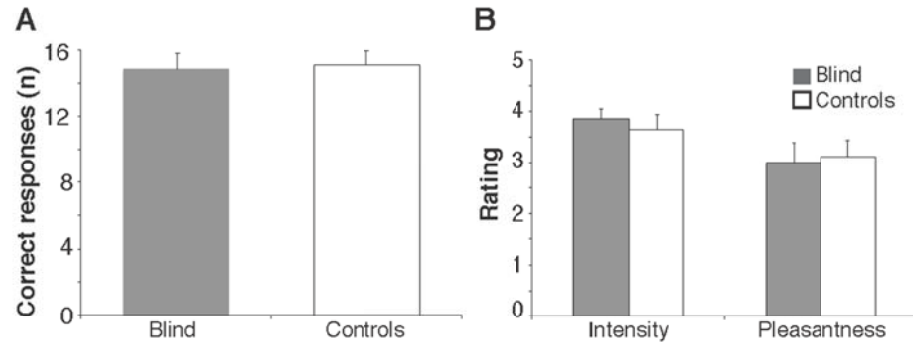 A
Correct responses (n)
16
12
8
4
0
Blind
Controls
B
Rating
5
4
3
2
1
0
Blind
Controls
Intensity
Pleasantness